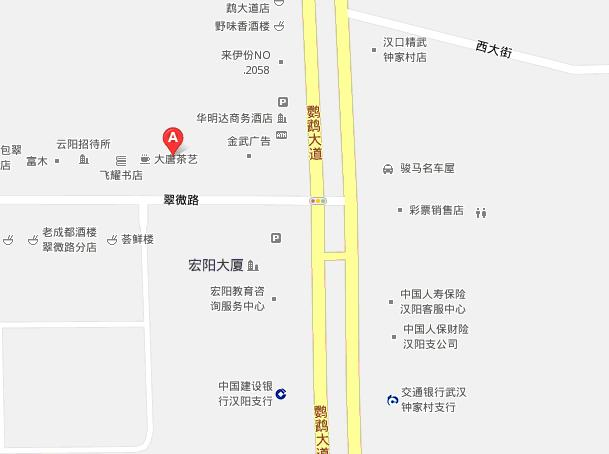 鹉大道店
野味香酒楼
汉口精武
钟家村店
西大街
来伊份NO
.2058
P
华明达商务酒店
鹦鹉大道
金武广告
ATM
A
云阳招待所
包翠
店
富木
大唐茶艺
飞耀书店
骏马名车屋
翠微路
彩票销售店
老成都酒楼
翠微路分店
荟鲜楼
P
宏阳大厦
宏阳教育咨
询服务中心
中国人寿保险
汉阳客服中心
中国人保财险
汉阳支公司
中国建设银
行汉阳支行
交通银行武汉
钟家村支行
鹦鹉大道